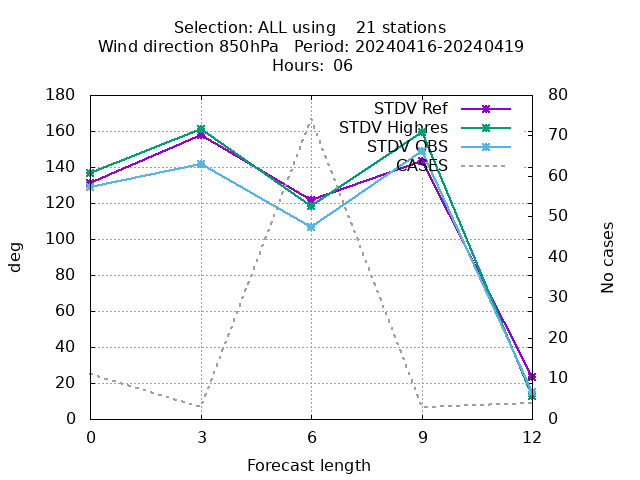 Selection: ALL using    21 stations
Wind direction 850hPa   Period: 20240416-20240419
Hours:  06
180 80
STDV Ref
160 70
STDV Highres
STDV OBS
140 60
CASES
120 50
100 40
80 30
60 20
40 10
20 0
0
deg
No cases
0 3 6 9 12
Forecast length